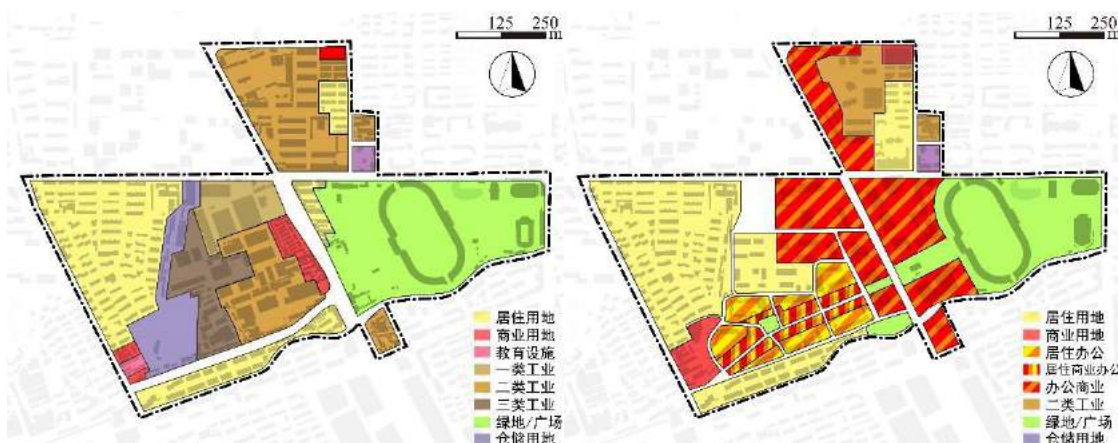 125 250
m
居住用地
商业用地
教育设施
一类工业
二类工业
三类工业
绿地/广场
仓储用地
125 250
m
居住用地
商业用地
居住办公
居住商业办公
办公商业
二类工业
绿地/广场
仓储用地